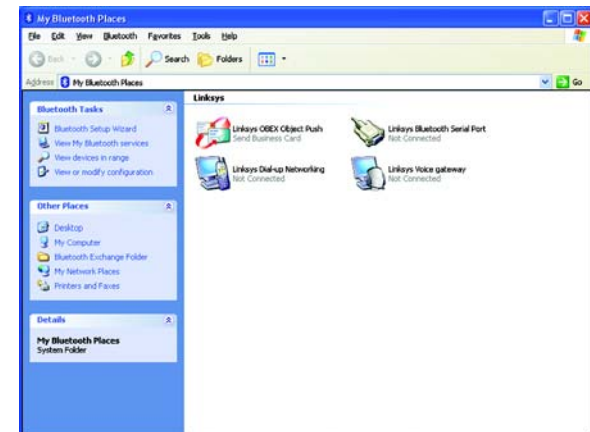 My Bluetooth Places
File Edit View Bluetooth Favorites Tools Help
Back Search Folders
Address My Bluetooth Places Go
Linksys
Bluetooth Tasks
Bluetooth Setup Wizard
View My Bluetooth services
View devices in range
View or modify configuration
Linksys OBEX Object Push
Send Business Card
Linksys Bluetooth Serial Port
Not Connected
Linksys Dial-up Networking
Not Connected
Linksys Voice gateway
Not Connected
Other Places
Desktop
My Computer
Bluetooth Exchange Folder
My Network Places
Printers and Faxes
Details
My Bluetooth Places
System Folder